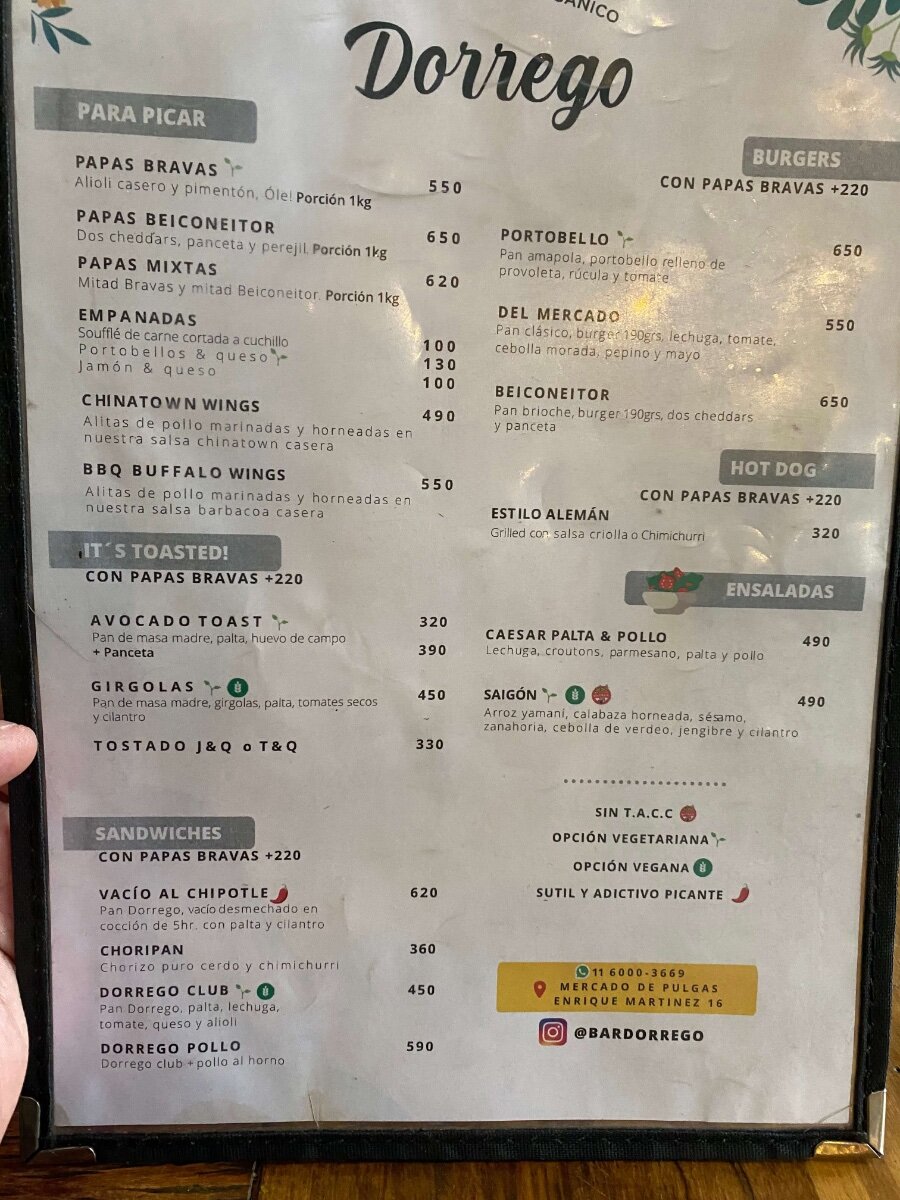 Dorrego
PARA PICAR
PAPAS BRAVAS 550
Alioli casero y pimentón, Óle! Porción 1kg
PAPAS BEICONEITOR 650
Dos cheddars, panceta y perejil. Porción 1kg
PAPAS MIXTAS 620
Mitad Bravas y mitad Beiconeitor. Porción 1kg
EMPANADAS
Soufflé de carne cortada a cuchillo 100
Portobellos & queso 130
Jamón & queso 100
CHINATOWN WINGS 490
Alitas de pollo marinadas y horneadas en
nuestra salsa chinatown casera
BBQ BUFFALO WINGS 550
Alitas de pollo marinadas y horneadas en
nuestra salsa barbacoa casera
IT´S TOASTED!
CON PAPAS BRAVAS +220
AVOCADO TOAST 320
Pan de masa madre, palta, huevo de campo
+ Panceta 390
GIRGOLAS 450
Pan de masa madre, gírgolas, palta, tomates secos
y cilantro
TOSTADO J&Q o T&Q 330
SANDWICHES
CON PAPAS BRAVAS +220
VACÍO AL CHIPOTLE 620
Pan Dorrego, vacío desmechado en
cocción de 5hr. con palta y cilantro
CHORIPAN 360
Chorizo puro cerdo y chimichurri
DORREGO CLUB 450
Pan Dorrego, palta, lechuga,
tomate, queso y alioli
DORREGO POLLO 590
Dorrego club + pollo al horno
BURGERS
CON PAPAS BRAVAS +220
PORTOBELLO 650
Pan amapola, portobello relleno de
provoleta, rúcula y tomate
DEL MERCADO 550
Pan clásico, burger 190grs, lechuga, tomate,
cebolla morada, pepino y mayo
BEICONEITOR 650
Pan brioche, burger 190grs, dos cheddars
y panceta
HOT DOG
CON PAPAS BRAVAS +220
ESTILO ALEMÁN 320
Grilled con salsa criolla o Chimichurri
ENSALADAS
CAESAR PALTA & POLLO 490
Lechuga, croutons, parmesano, palta y pollo
SAIGÓN 490
Arroz yamaní, calabaza horneada, sésamo,
zanahoria, cebolla de verdeo, jengibre y cilantro
SIN T.A.C.C
OPCIÓN VEGETARIANA
OPCIÓN VEGANA
SUTIL Y ADICTIVO PICANTE
11 6000-3669
MERCADO DE PULGAS
ENRIQUE MARTINEZ 16
@BARDORREGO